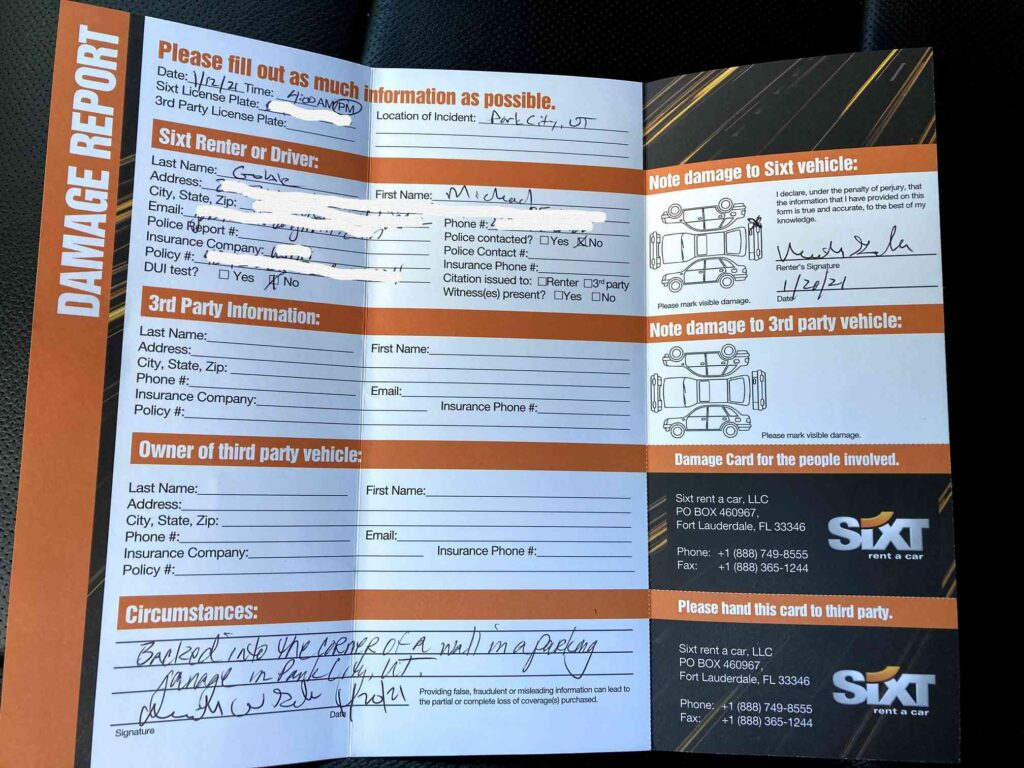 DAMAGE REPORT
Please fill out as much information as possible.
Date: 1/12/21 Time: 4:00 AM/PM
Sixt License Plate:
3rd Party License Plate:
Location of Incident: Park City, UT
Sixt Renter or Driver:
Last Name:
Address:
City, State, Zip:
Email:
Police Report #:
Insurance Company:
Policy #:
DUI test? Yes No
First Name: Michael
Phone #:
Police contacted? Yes No
Police Contact #:
Insurance Phone #:
Citation issued to: Renter 3rd party
Witness(es) present? Yes No
3rd Party Information:
Last Name:
Address:
City, State, Zip:
Phone #:
Insurance Company:
Policy #:
First Name:
Email:
Insurance Phone #:
Owner of third party vehicle:
Last Name:
Address:
City, State, Zip:
Phone #:
Insurance Company:
Policy #:
First Name:
Email:
Insurance Phone #:
Circumstances:
Backed into the corner of a wall in a parking
garage in Park City, UT.
1/20/21
Signature
Date
Providing false, fraudulent or misleading information can lead to
the partial or complete loss of coverage(s) purchased.
Note damage to Sixt vehicle:
I declare, under the penalty of perjury, that
the information that I have provided on this
form is true and accurate, to the best of my
knowledge.
Renter's Signature
1/20/21
Date
Please mark visible damage.
Note damage to 3rd party vehicle:
Please mark visible damage.
Damage Card for the people involved.
Sixt rent a car, LLC
PO BOX 460967,
Fort Lauderdale, FL 33346
Phone: +1 (888) 749-8555
Fax: +1 (888) 365-1244
SIXT
rent a car
Please hand this card to third party.
Sixt rent a car, LLC
PO BOX 460967,
Fort Lauderdale, FL 33346
Phone: +1 (888) 749-8555
Fax: +1 (888) 365-1244
SIXT
rent a car